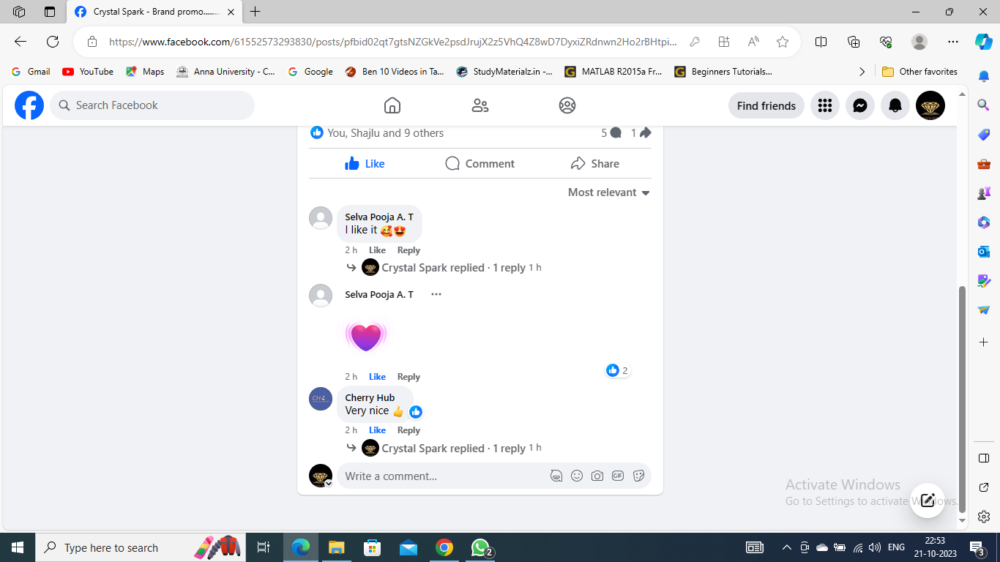 Crystal Spark - Brand promo........
https://www.facebook.com/61552573293830/posts/pfbid02qt7gtsNZGkVe2psdJrujX2z5VhQ4Z8wD7DyxiZRdnwn2Ho2rBHtpi...
Gmail YouTube Maps Anna University - C... Google Ben 10 Videos in Ta... StudyMaterialz.in -... MATLAB R2015a Fr... Beginners Tutorials... Other favorites
Search Facebook Find friends
You, Shajlu and 9 others 5 1
Like Comment Share
Most relevant
Selva Pooja A. T
I like it 🥰😍
2 h Like Reply
Crystal Spark replied · 1 reply 1 h
Selva Pooja A. T ...
2
2 h Like Reply
CH
Cherry Hub
Very nice 👍
2 h Like Reply
Crystal Spark replied · 1 reply 1 h
Write a comment... GIF
Activate Windows
Go to Settings to activate Windows.
Type here to search 2 ENG 22:53
21-10-2023 3